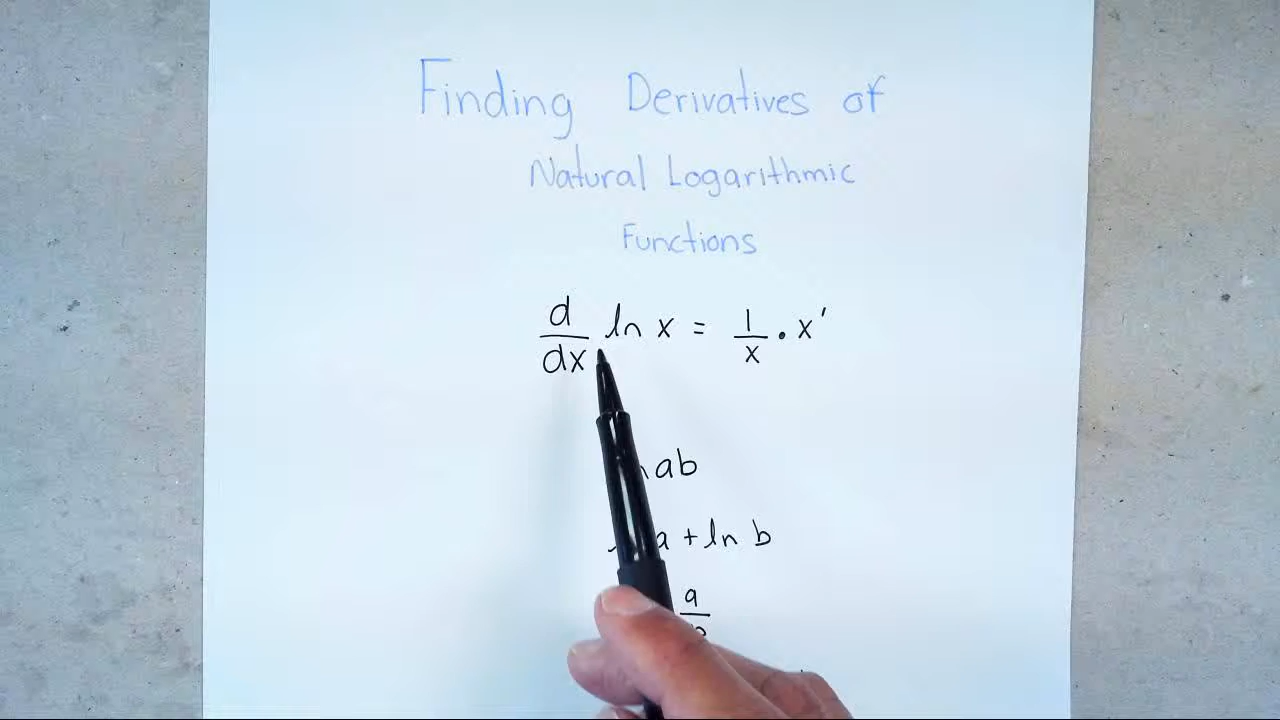 Finding Derivatives of
Natural Logarithmic
Functions
d/dx ln x = 1/x · x'
ab
a + ln b
a